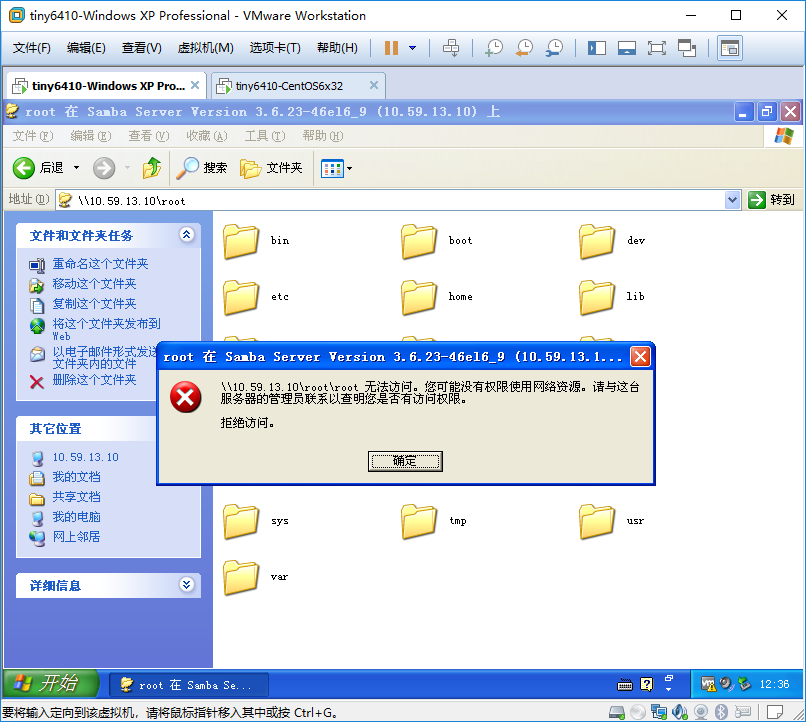 tiny6410-Windows XP Professional - VMware Workstation
文件(F) 编辑(E) 查看(V) 虚拟机(M) 选项卡(T) 帮助(H)
tiny6410-Windows XP Pro... tiny6410-CentOS6x32
root 在 Samba Server Version 3.6.23-46el6_9 (10.59.13.10) 上
文件(F) 编辑(E) 查看(V) 收藏(A) 工具(T) 帮助(H)
后退 搜索 文件夹
地址(D) \\10.59.13.10\root 转到
文件和文件夹任务
重命名这个文件夹
移动这个文件夹
复制这个文件夹
将这个文件夹发布到
Web
以电子邮件形式发送
文件夹内的文件
删除这个文件夹
其它位置
10.59.13.10
我的文档
共享文档
我的电脑
网上邻居
详细信息
bin boot dev
etc home lib
root 在 Samba Server Version 3.6.23-46el6_9 (10.59.13.1...
\\10.59.13.10\root\root 无法访问。您可能没有权限使用网络资源。请与这台
服务器的管理员联系以查明您是否有访问权限。
拒绝访问。
确定
sys tmp usr
var
开始 root 在 Samba Se... 12:36
要将输入定向到该虚拟机，请将鼠标指针移入其中或按 Ctrl+G。